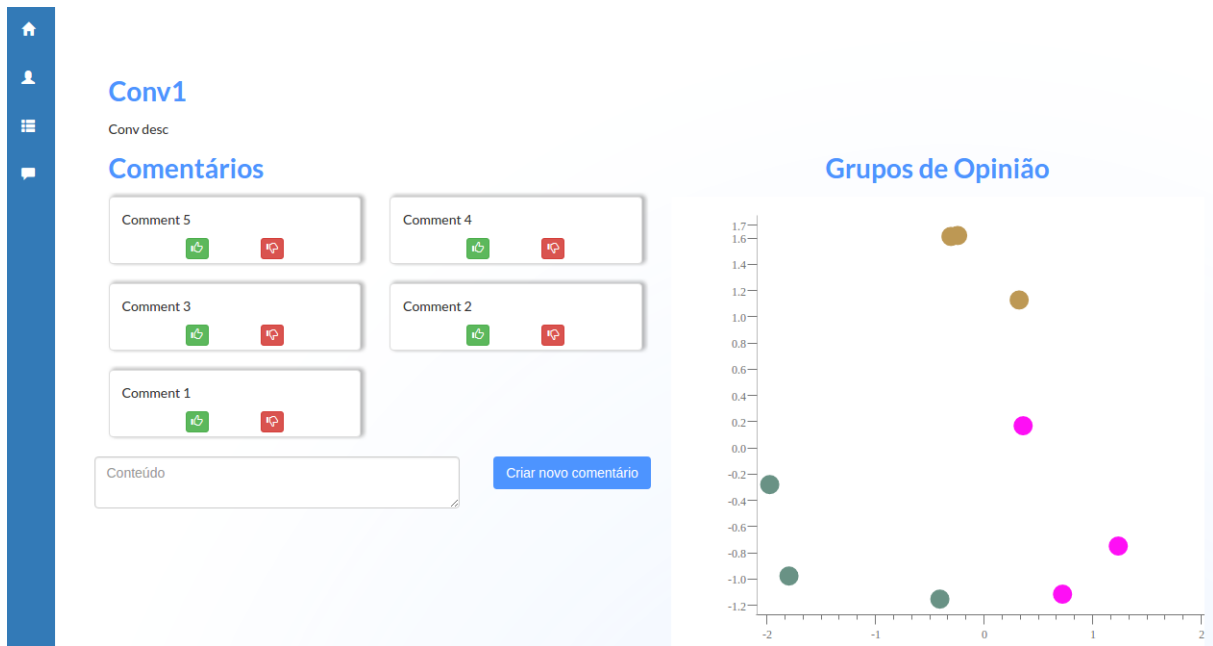 Conv1
Conv desc
Comentários
Comment 5
Comment 4
Comment 3
Comment 2
Comment 1
Conteúdo
Criar novo comentário
Grupos de Opinião
1.7
1.6
1.4
1.2
1.0
0.8
0.6
0.4
0.2
0.0
-0.2
-0.4
-0.6
-0.8
-1.0
-1.2
-2 -1 0 1 2